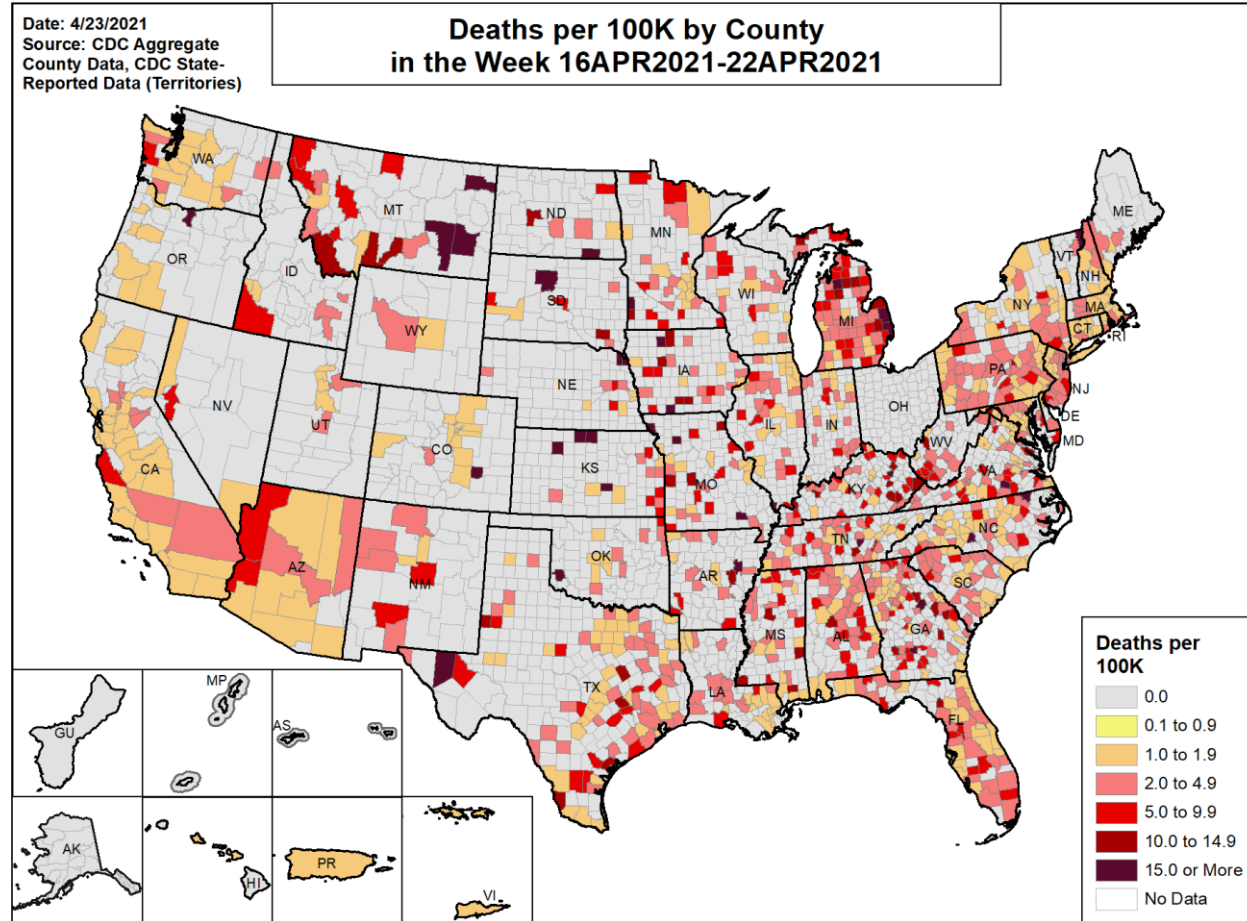 Date: 4/23/2021
Source: CDC Aggregate
County Data, CDC State-
Reported Data (Territories)
Deaths per 100K by County
in the Week 16APR2021-22APR2021
WA
MT
ND
MN
ME
OR
ID
SD
WI
MI
VT
NH
NY
MA
CT
RI
WY
IA
NE
PA
NJ
NV
UT
CO
IL
IN
OH
DE
MD
WV
VA
CA
KS
MO
KY
AZ
NM
OK
AR
TN
NC
SC
MS
AL
GA
TX
LA
FL
GU
MP
AS
AK
HI
PR
VI
Deaths per
100K
0.0
0.1 to 0.9
1.0 to 1.9
2.0 to 4.9
5.0 to 9.9
10.0 to 14.9
15.0 or More
No Data